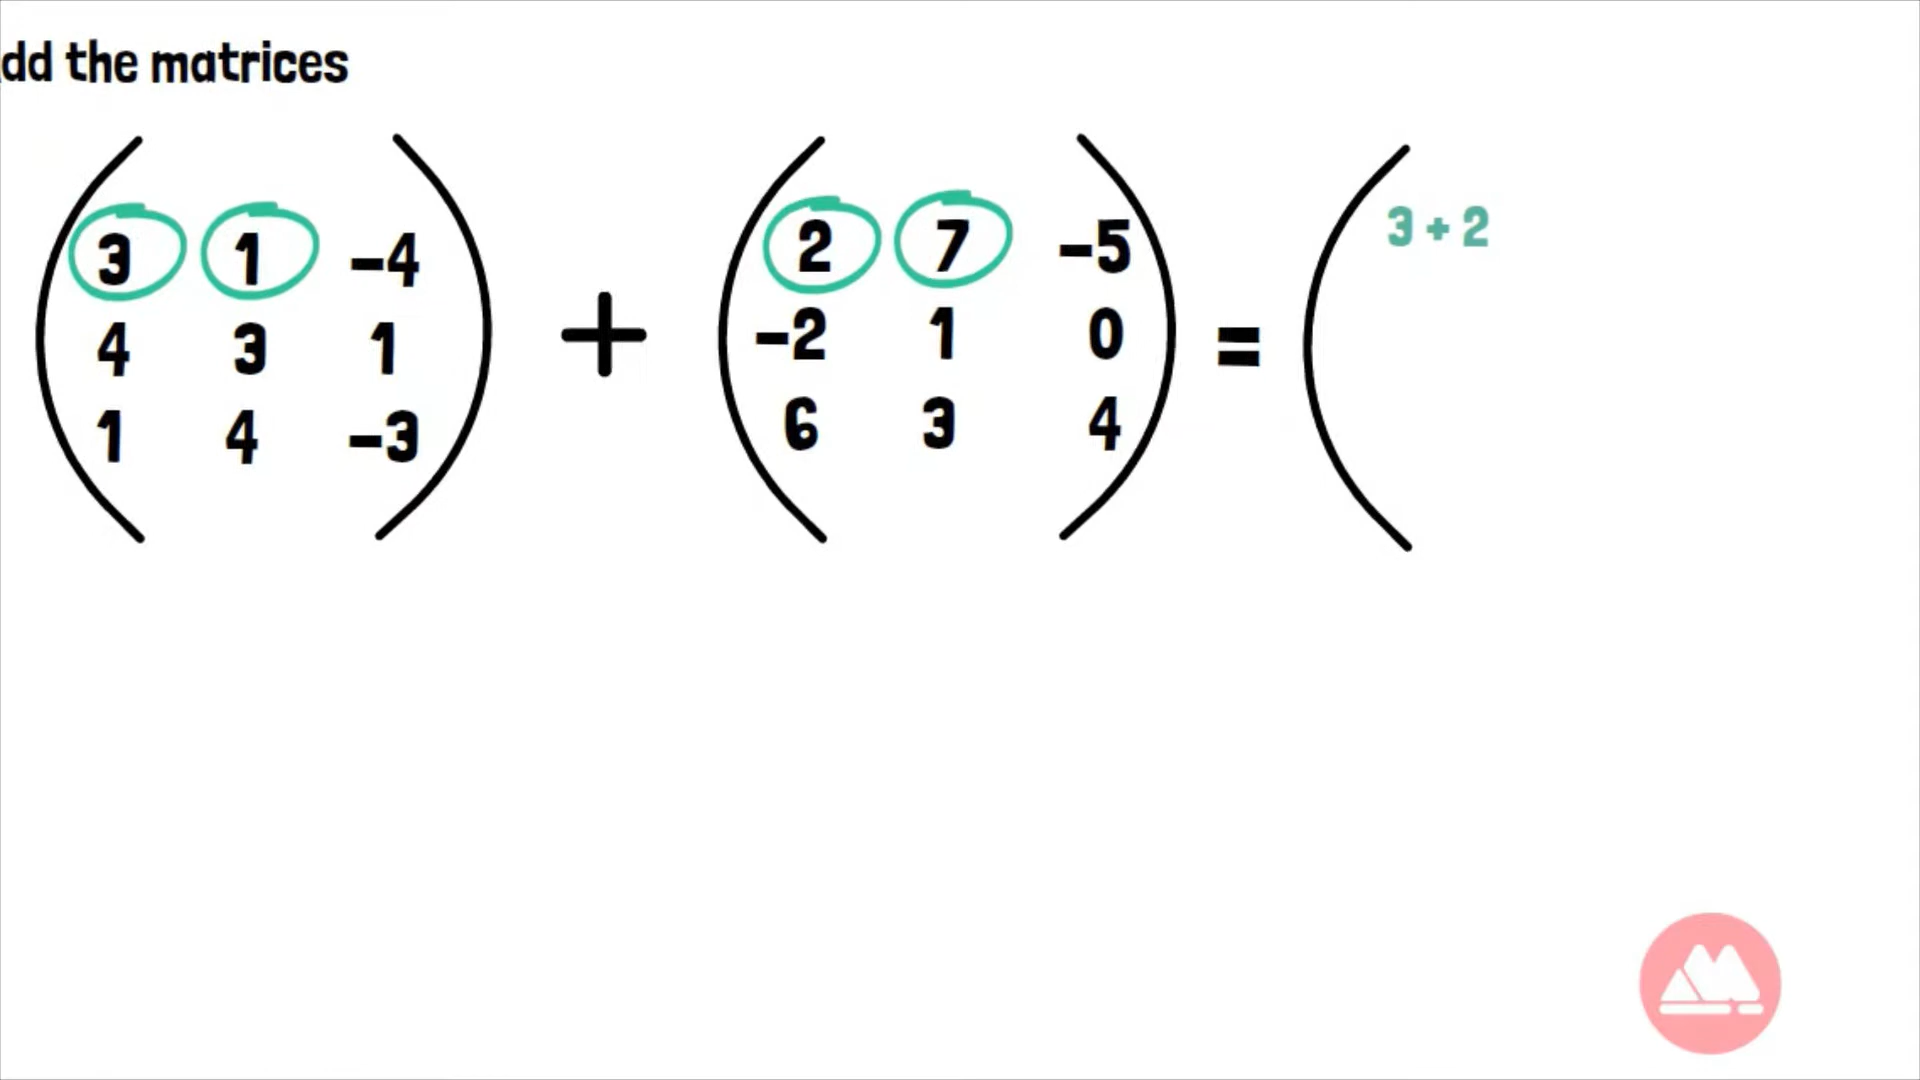 dd the matrices
3 1 -4 + 2 7 -5 = 3 + 2
4 3 1 -2 1 0
1 4 -3 6 3 4